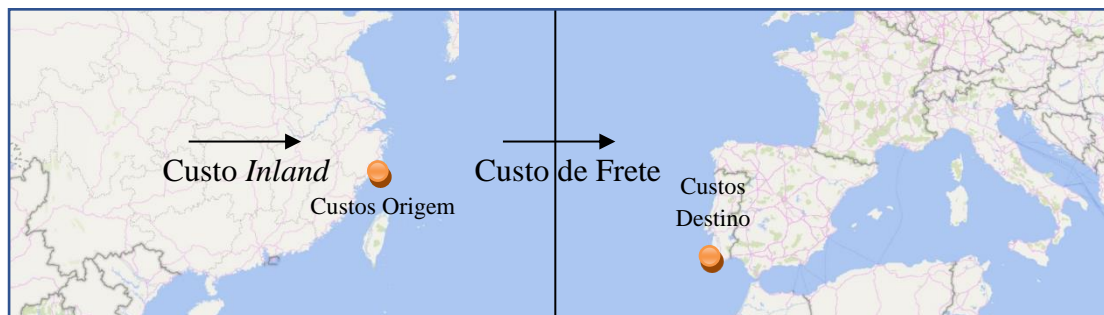 Custo Inland
Custos Origem
Custo de Frete
Custos
Destino